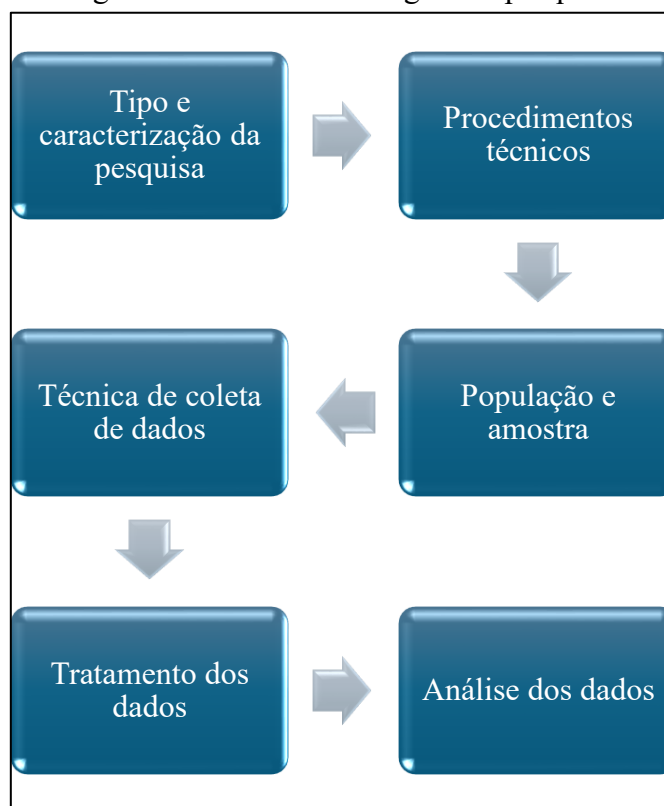 Tipo e
caracterização da
pesquisa
Procedimentos
técnicos
População e
amostra
Técnica de coleta
de dados
Tratamento dos
dados
Análise dos dados